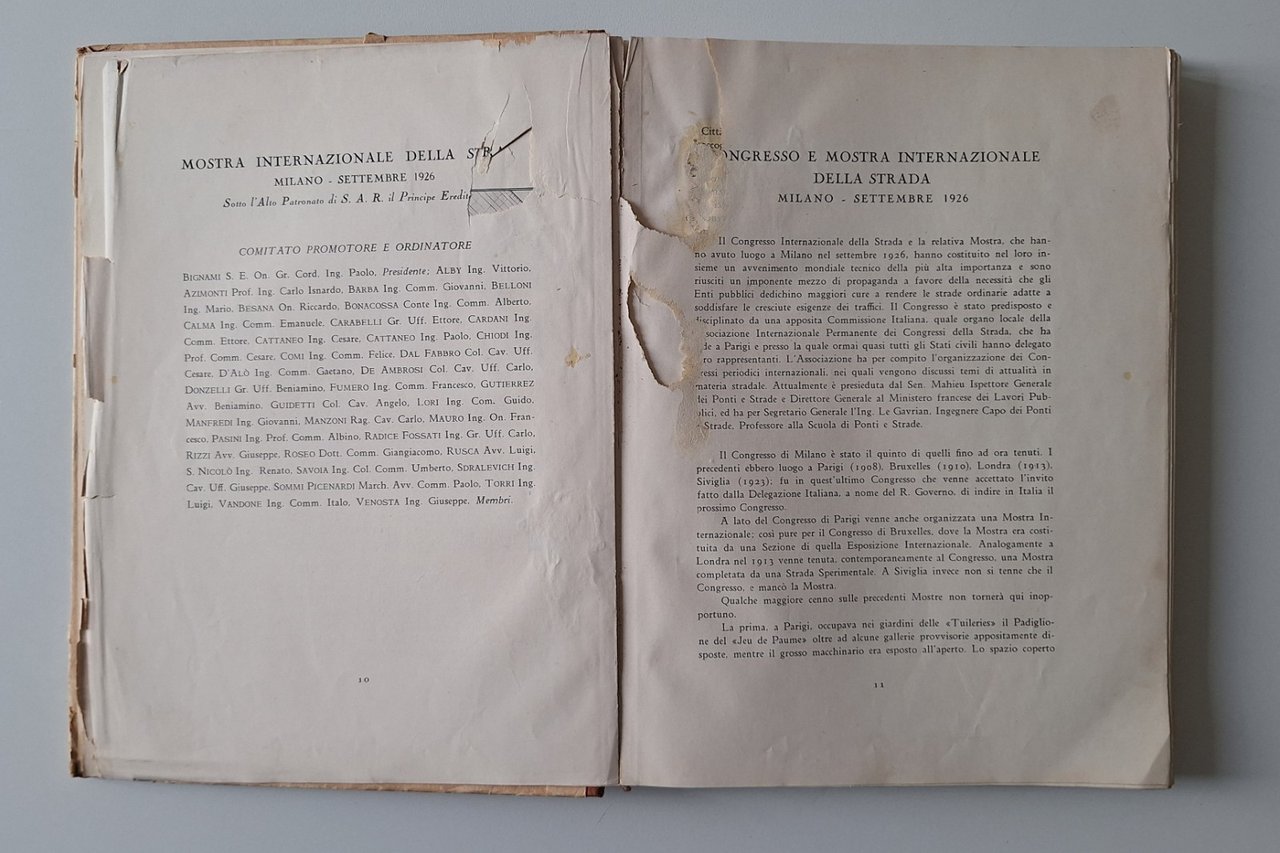 MOSTRA INTERNAZIONALE DELLA
MILANO - SETTEMBRE 1926
Sotto l'Alto Patronato di S. A. R. il Principe
COMITATO PROMOTORE E ORDINATORE
BIGNAMI S. E. On. Gr. Cord. Ing. Paolo, Presidente; ALBY Ing. Vittorio,
AZIMONTI Prof. Ing. Carlo Isnardo, BARBA Ing. Comm. Giovanni, BELLONI
Ing. Mario, BESANA On. Riccardo, BONACOSSA Conte Ing. Comm. Alberto,
CALMA Ing. Comm. Emanuele, CARABELLI Gr. Uff. Ettore, CARDANI Ing.
Comm. Ettore, CATTANEO Ing. Cesare, CATTANEO Ing. Paolo, CHIODI Ing.
Prof. Comm. Cesare, COMI Ing. Comm. Felice, DAL FABBRO Col. Cav. Uff.
Cesare, D'ALÒ Ing. Comm. Gaetano, DE AMBROSI Col. Cav. Uff. Carlo,
DONZELLI Gr. Uff. Beniamino, FUMERO Ing. Comm. Francesco, GUTIERREZ
Avv. Beniamino, GUIDETTI Col. Cav. Angelo, LORI Ing. Com. Guido,
MANFREDI Ing. Giovanni, MANZONI Rag. Cav. Carlo, MAURO Ing. On. Fran-
cesco, PASINI Ing. Prof. Comm. Albino, RADICE FOSSATI Ing. Gr. Uff. Carlo,
RIZZI Avv. Giuseppe, ROSEO Dott. Comm. Giangiacomo, RUSCA Avv. Luigi,
S. NICOLÒ Ing. Renato, SAVOIA Ing. Col. Comm. Umberto, SDRALEVICH Ing.
Cav. Uff. Giuseppe, SOMMI PICENARDI March. Avv. Comm. Paolo, TORRI Ing.
Luigi, VANDONE Ing. Comm. Italo, VENOSTA Ing. Giuseppe, Membri.
10
ONGRESSO E MOSTRA INTERNAZIONALE
DELLA STRADA
MILANO - SETTEMBRE 1926
Il Congresso Internazionale della Strada e la relativa Mostra, che han-
no avuto luogo a Milano nel settembre 1926, hanno costituito nel loro in-
sieme un avvenimento mondiale tecnico della più alta importanza e sono
riusciti un imponente mezzo di propaganda a favore della necessità che gli
Enti pubblici dedichino maggiori cure a rendere le strade ordinarie adatte a
soddisfare le cresciute esigenze dei traffici. Il Congresso è stato predisposto e
disciplinato da una apposita Commissione Italiana, quale organo locale della
ssociazione Internazionale Permanente dei Congressi della Strada, che ha
de a Parigi e presso la quale ormai quasi tutti gli Stati civili hanno delegato
ro rappresentanti. L'Associazione ha per compito l'organizzazione dei Con-
ressi periodici internazionali, nei quali vengono discussi temi di attualità in
materia stradale. Attualmente è presieduta dal Sen. Mahieu Ispettore Generale
dei Ponti e Strade e Direttore Generale al Ministero francese dei Lavori Pub-
blici, ed ha per Segretario Generale l'Ing. Le Gavrian, Ingegnere Capo dei Ponti
e Strade, Professore alla Scuola di Ponti e Strade.
Il Congresso di Milano è stato il quinto di quelli fino ad ora tenuti. I
precedenti ebbero luogo a Parigi (1908), Bruxelles (1910), Londra (1913),
Siviglia (1923); fu in quest'ultimo Congresso che venne accettato l'invito
fatto dalla Delegazione Italiana, a nome del R. Governo, di indire in Italia il
prossimo Congresso.
A lato del Congresso di Parigi venne anche organizzata una Mostra In-
ternazionale; così pure per il Congresso di Bruxelles, dove la Mostra era costi-
tuita da una Sezione di quella Esposizione Internazionale. Analogamente a
Londra nel 1913 venne tenuta, contemporaneamente al Congresso, una Mostra
completata da una Strada Sperimentale. A Siviglia invece non si tenne che il
Congresso, e mancò la Mostra.
Qualche maggiore cenno sulle precedenti Mostre non tornerà qui inop-
portuno.
La prima, a Parigi, occupava nei giardini delle «Tuileries» il Padiglio-
ne del «Jeu de Paume» oltre ad alcune gallerie provvisorie appositamente di-
sposte, mentre il grosso macchinario era esposto all'aperto. Lo spazio coperto
11